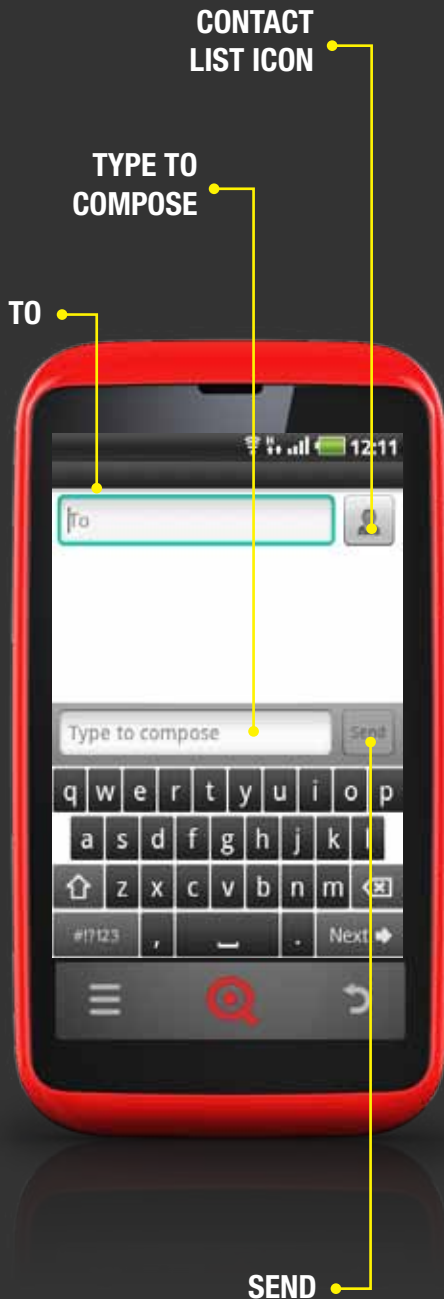 CONTACT
LIST ICON
TYPE TO
COMPOSE
TO
12:11
To
Type to compose
Send
q w e r t y u i o p
a s d f g h j k l
z x c v b n m
#!?123 , . Next
SEND